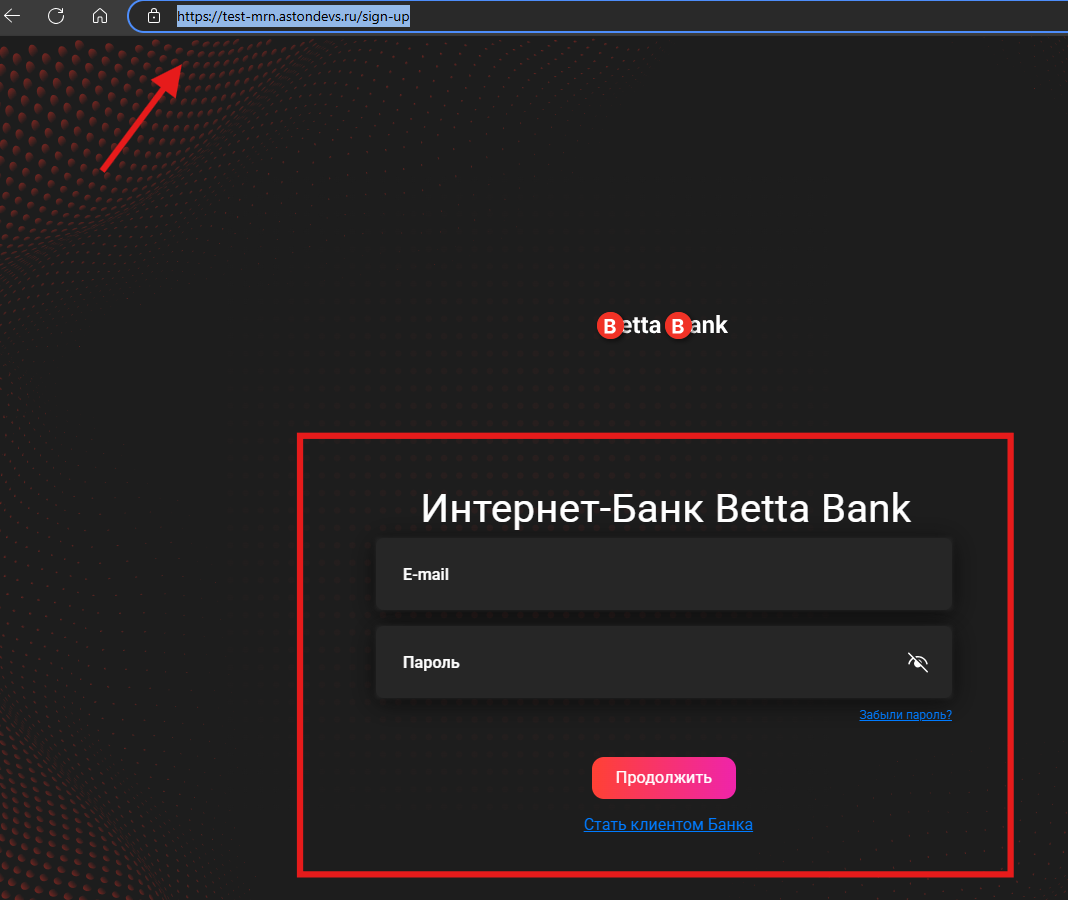 https://test-mrn.astondevs.ru/sign-up
Betta Bank
Интернет-Банк Betta Bank
E-mail
Пароль
Забыли пароль?
Продолжить
Стать клиентом Банка